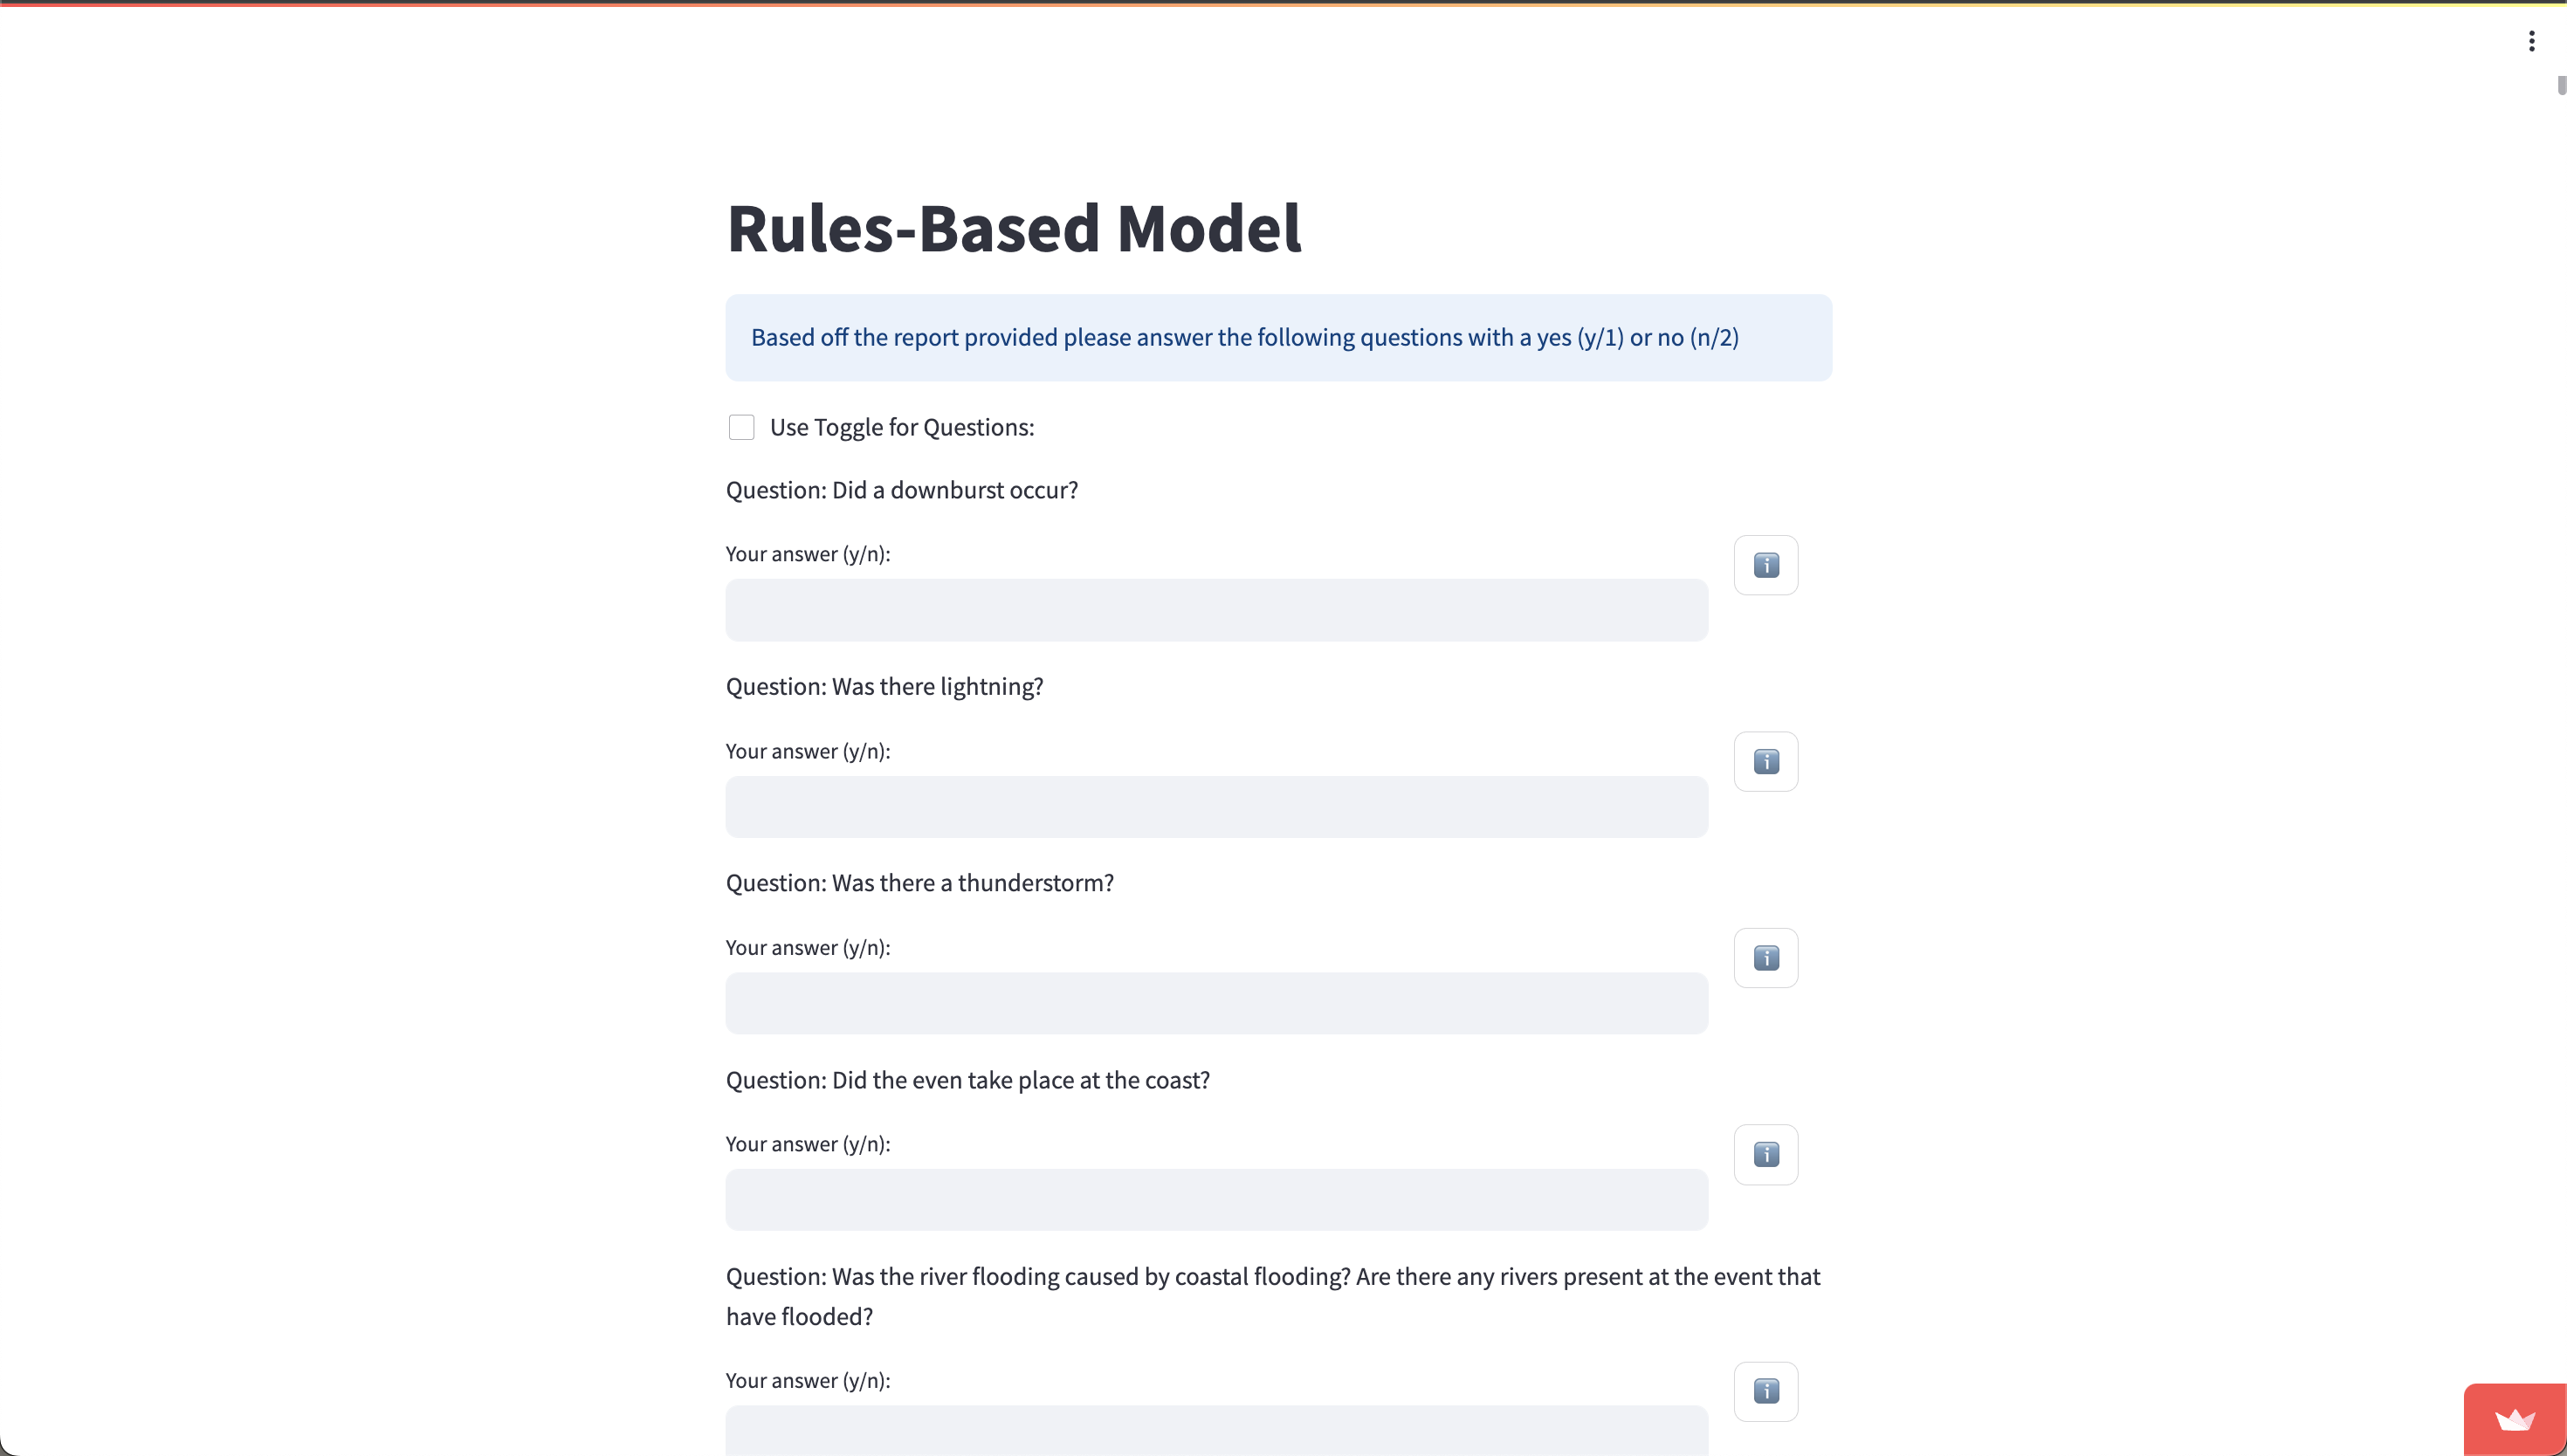 Rules-Based Model
Based off the report provided please answer the following questions with a yes (y/1) or no (n/2)
Use Toggle for Questions:
Question: Did a downburst occur?
Your answer (y/n):
i
Question: Was there lightning?
Your answer (y/n):
i
Question: Was there a thunderstorm?
Your answer (y/n):
i
Question: Did the even take place at the coast?
Your answer (y/n):
i
Question: Was the river flooding caused by coastal flooding? Are there any rivers present at the event that
have flooded?
Your answer (y/n):
i